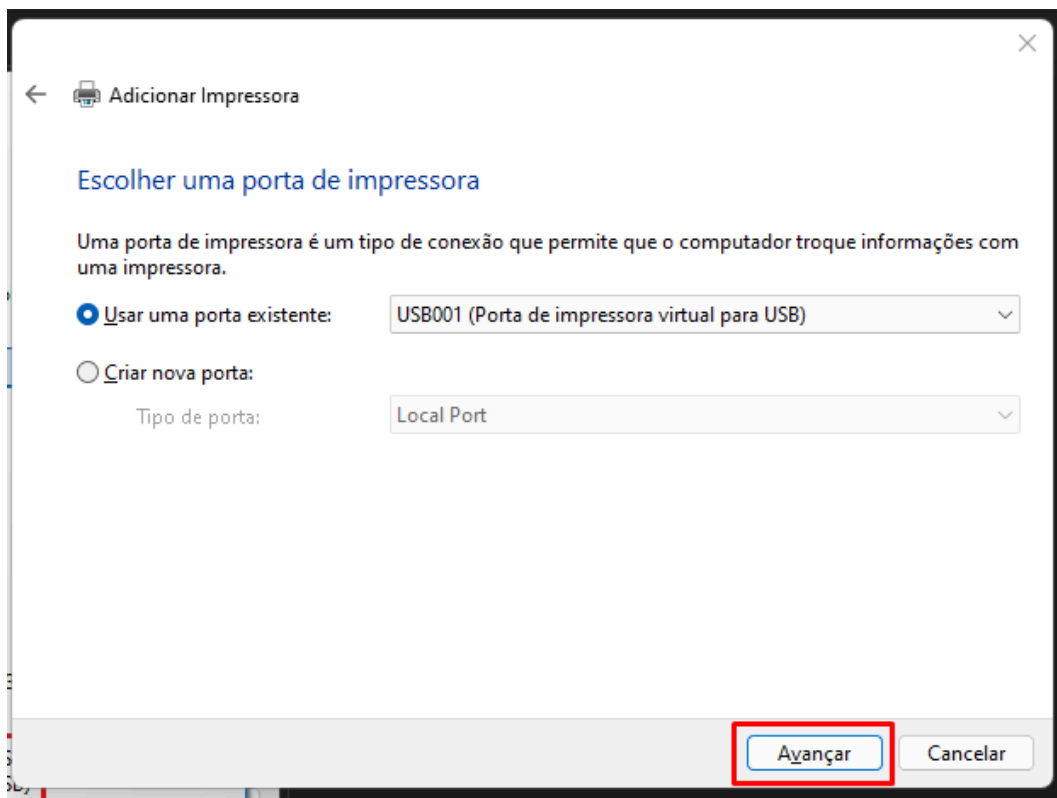 Adicionar Impressora
Escolher uma porta de impressora
Uma porta de impressora é um tipo de conexão que permite que o computador troque informações com
uma impressora.
Usar uma porta existente: USB001 (Porta de impressora virtual para USB)
Criar nova porta:
Tipo de porta: Local Port
Avançar Cancelar